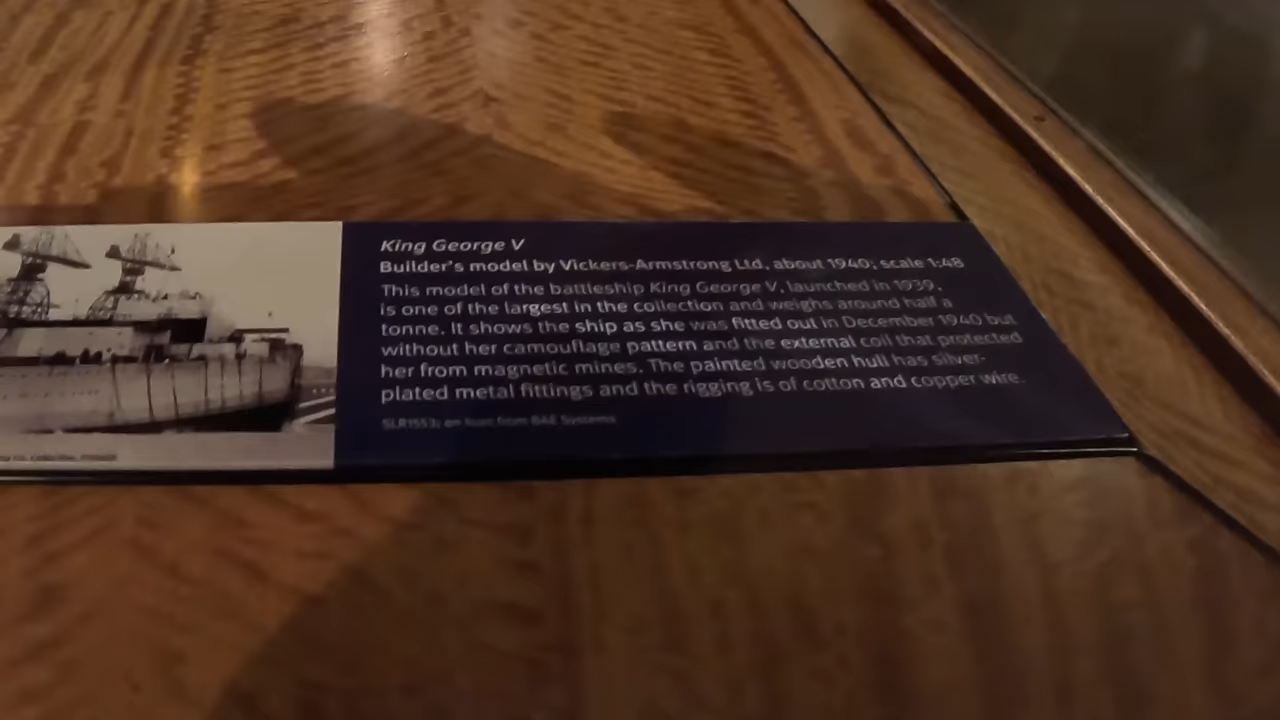 King George V
Builder's model by Vickers-Armstrong Ltd, about 1940; scale 1:48
This model of the battleship King George V, launched in 1939,
is one of the largest in the collection and weighs around half a
tonne. It shows the ship as she was fitted out in December 1940 but
without her camouflage pattern and the external coil that protected
her from magnetic mines. The painted wooden hull has silver-
plated metal fittings and the rigging is of cotton and copper wire.
SLR1553; on loan from BAE Systems